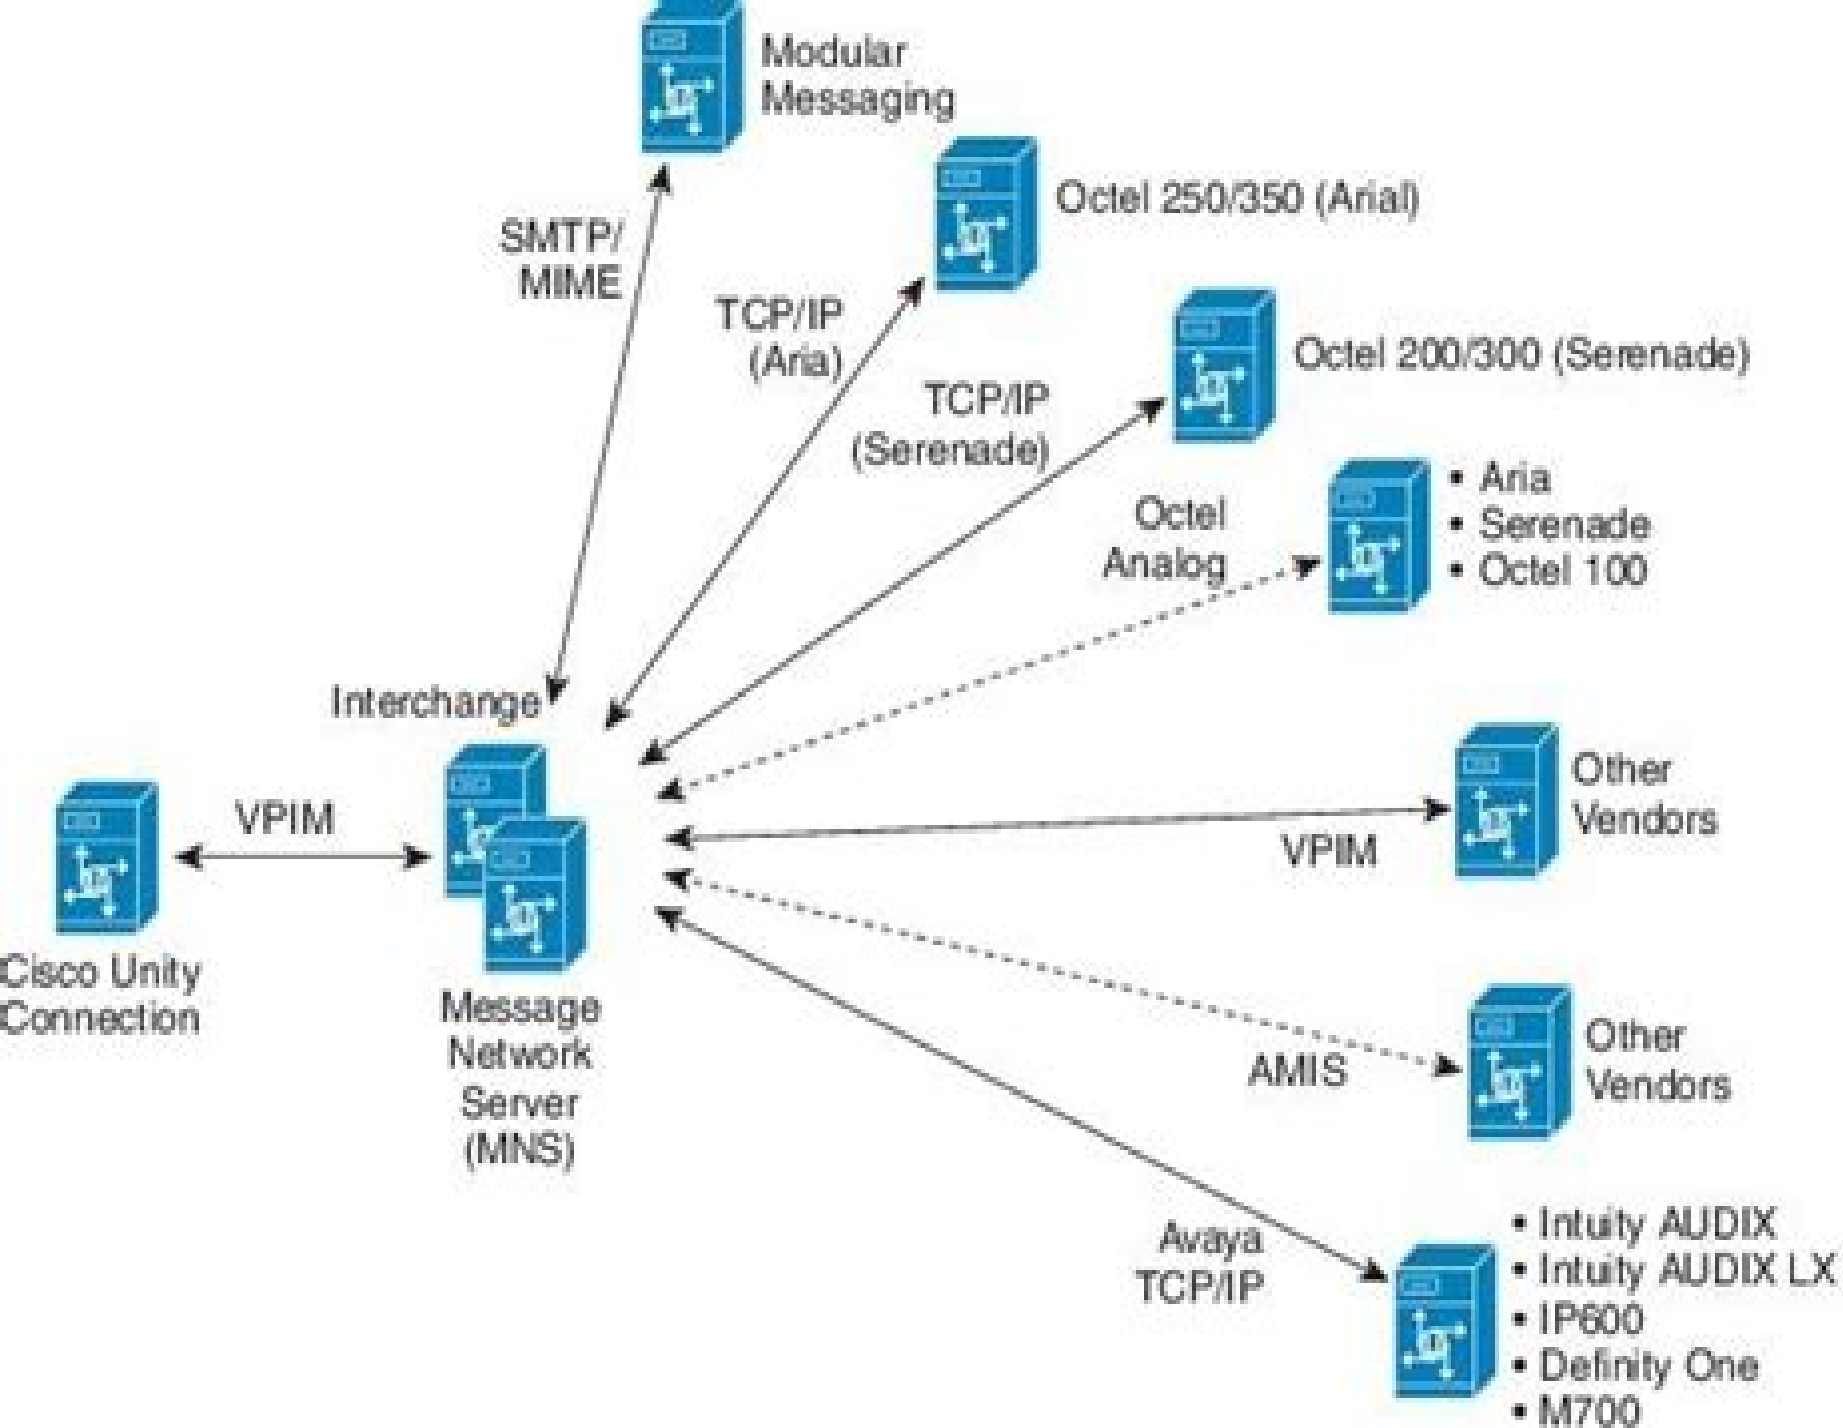 Modular
Messaging
Octel 250/350 (Arial)
SMTP/
MIME
TCP/IP
(Aria)
Octel 200/300 (Serenade)
TCP/IP
(Serenade)
Octel
Analog
• Aria
• Serenade
• Octel 100
Interchange
VPIM
Other
Vendors
VPIM
Cisco Unity
Connection
Message
Network
Server
(MNS)
Other
Vendors
AMIS
Avaya
TCP/IP
• Intuity AUDIX
• Intuity AUDIX LX
• IP600
• Definity One
• M700